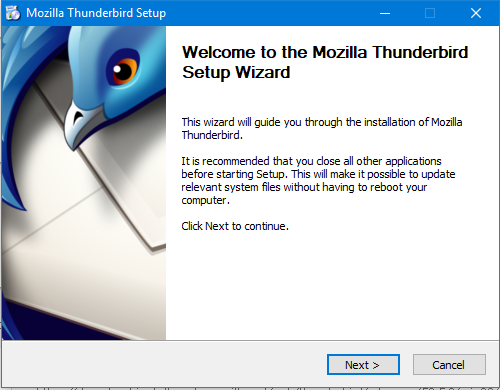 Mozilla Thunderbird Setup
Welcome to the Mozilla Thunderbird
Setup Wizard
This wizard will guide you through the installation of Mozilla
Thunderbird.
It is recommended that you close all other applications
before starting Setup. This will make it possible to update
relevant system files without having to reboot your
computer.
Click Next to continue.
Next >
Cancel